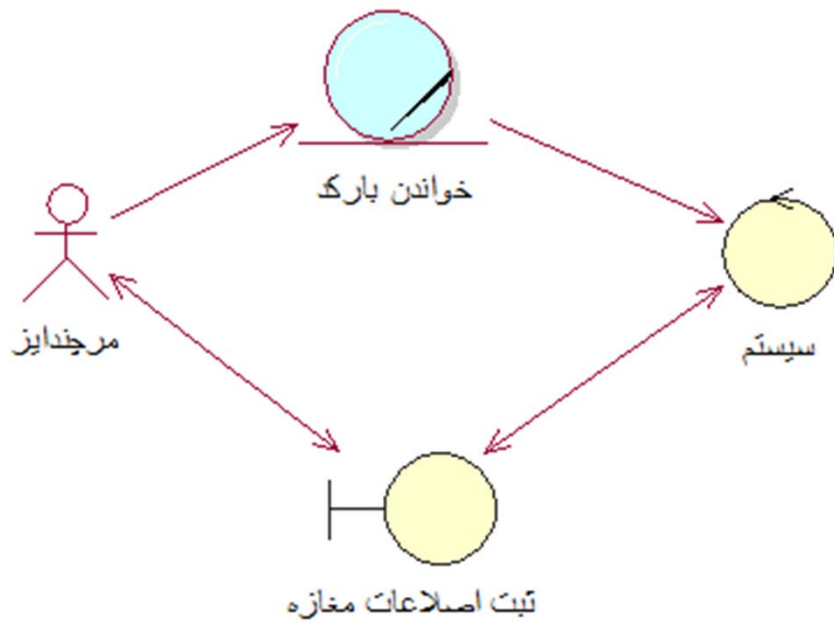 خواندن بارکد
مرچندایز
سیستم
ثبت اصلاعات مغازه